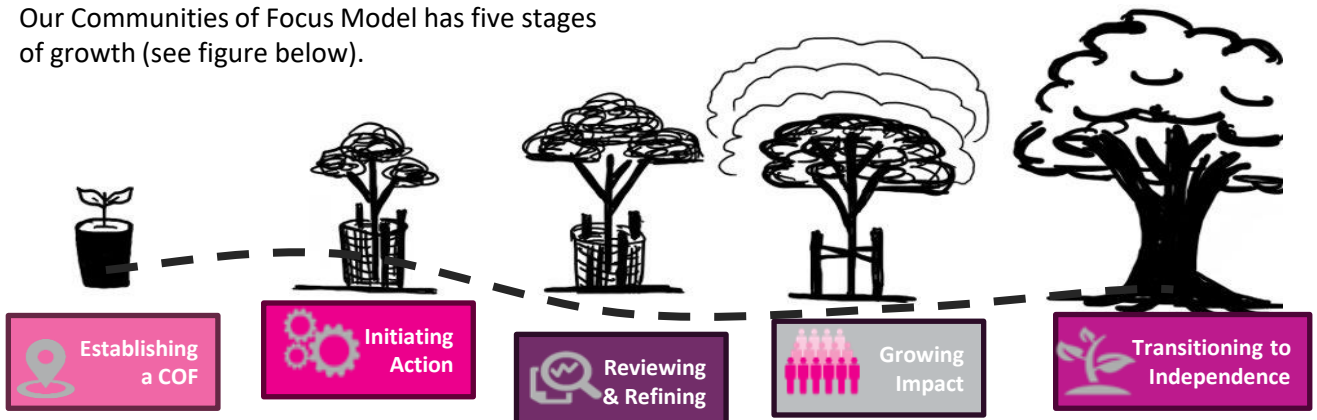 Our Communities of Focus Model has five stages
of growth (see figure below).
Establishing
a COF
Initiating
Action
Reviewing
& Refining
Growing
Impact
Transitioning to
Independence